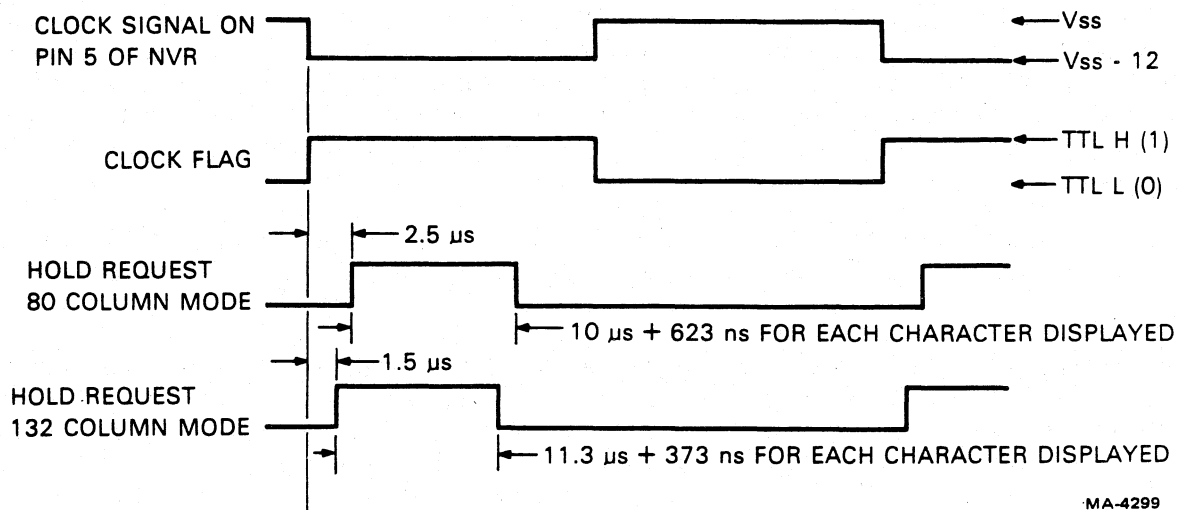 CLOCK SIGNAL ON
PIN 5 OF NVR
Vss
Vss - 12
CLOCK FLAG
TTL H (1)
TTL L (0)
2.5 µs
HOLD REQUEST
80 COLUMN MODE
10 µs + 623 ns FOR EACH CHARACTER DISPLAYED
1.5 µs
HOLD REQUEST
132 COLUMN MODE
11.3 µs + 373 ns FOR EACH CHARACTER DISPLAYED
MA-4299